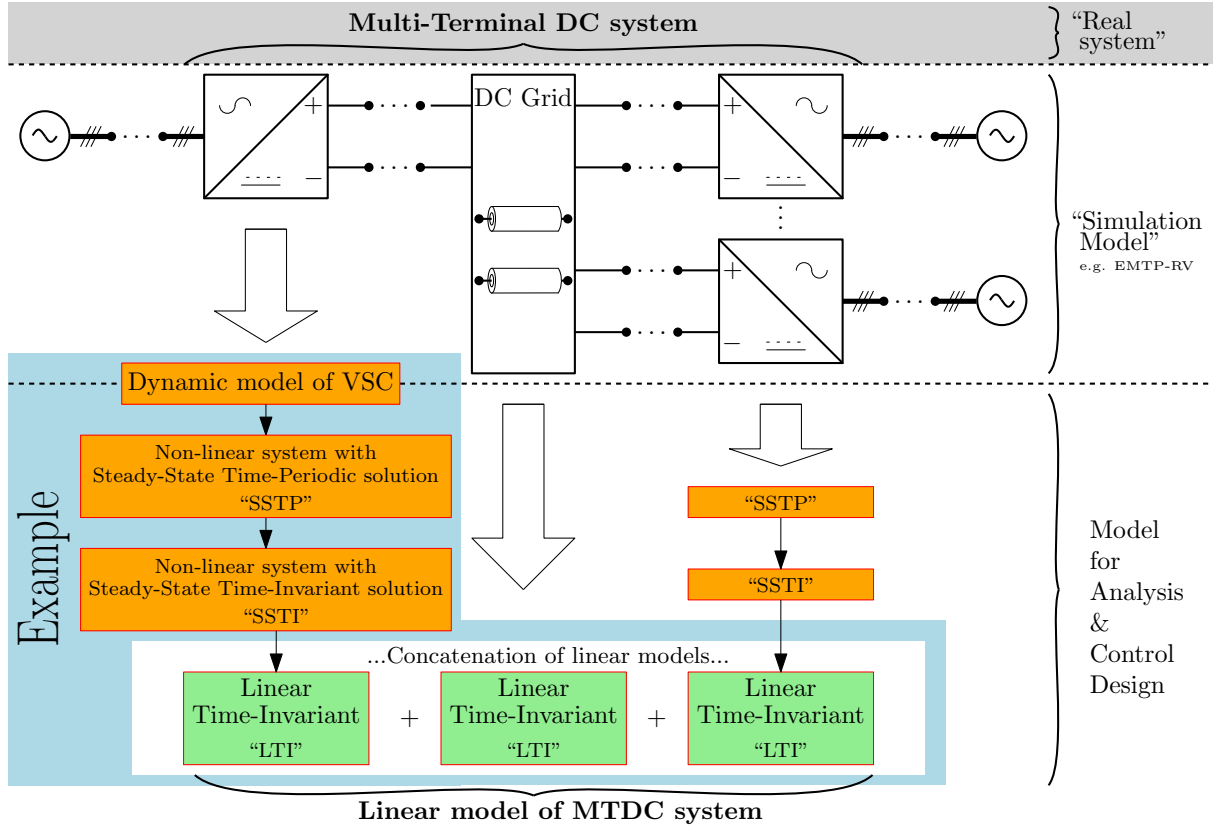 Multi-Terminal DC system
“Real
system”
DC Grid
+
−
+
−
+
−
“Simulation
Model”
e.g. EMTP-RV
Example
Dynamic model of VSC
Non-linear system with
Steady-State Time-Periodic solution
“SSTP”
Non-linear system with
Steady-State Time-Invariant solution
“SSTI”
“SSTP”
“SSTI”
...Concatenation of linear models...
Linear
Time-Invariant
“LTI”
+
Linear
Time-Invariant
“LTI”
+
Linear
Time-Invariant
“LTI”
Linear model of MTDC system
Model
for
Analysis
&
Control
Design